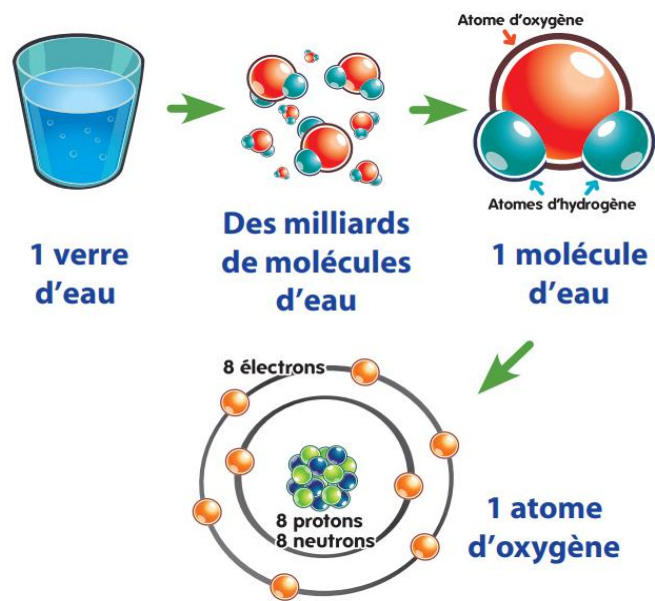 Atome d'oxygène
Atomes d'hydrogène
1 verre
d'eau
Des milliards
de molécules
d'eau
1 molécule
d'eau
8 électrons
8 protons
8 neutrons
1 atome
d'oxygène